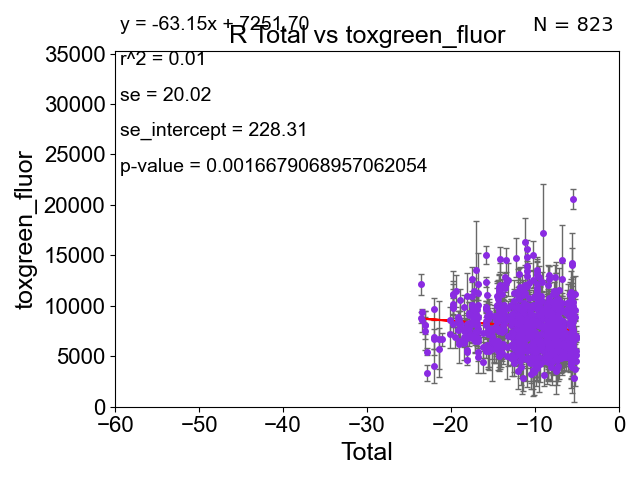 y = -63.15x + 7251.70
N = 823
R Total vs toxgreen_fluor
r^2 = 0.01
se = 20.02
se_intercept = 228.31
p-value = 0.0016679068957062054
35000
30000
25000
20000
15000
10000
5000
0
toxgreen_fluor
−60
−50
−40
−30
−20
−10
0
Total